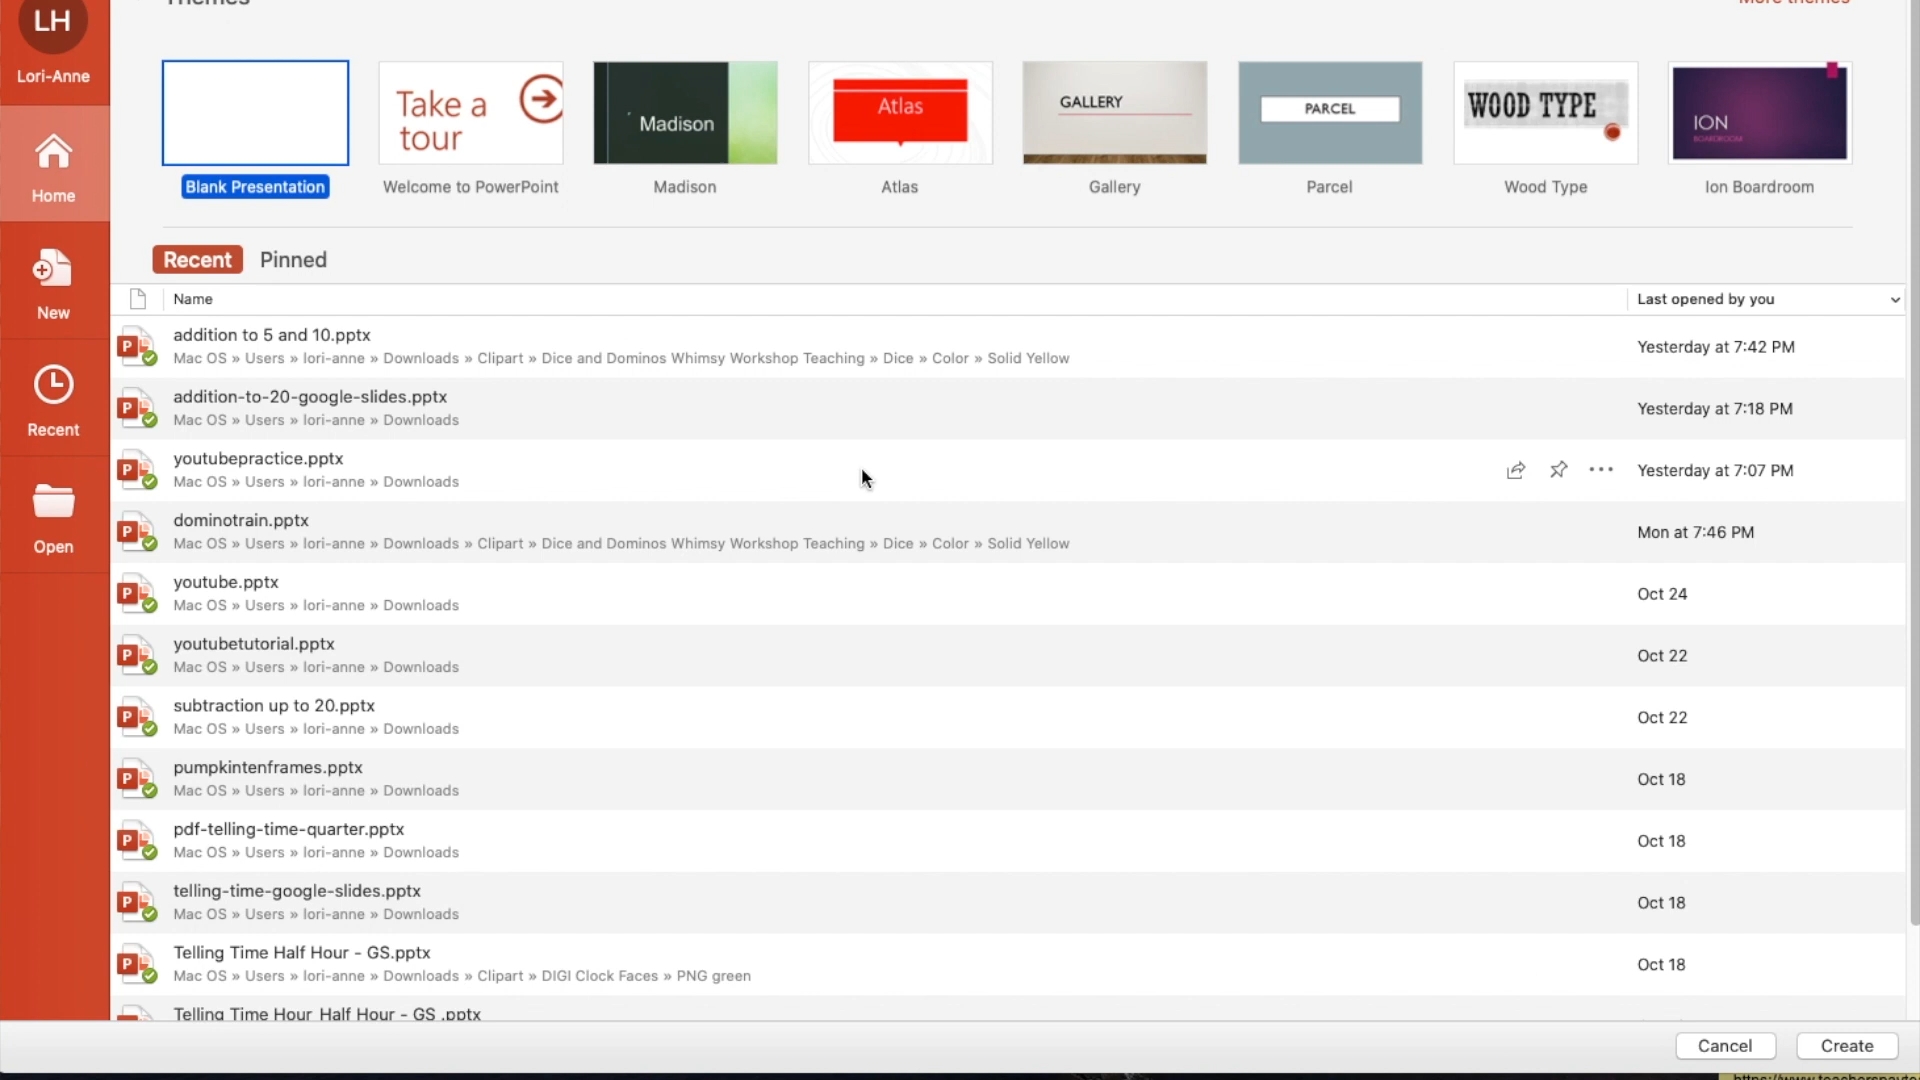 LH
Themes
More themes
Lori-Anne
Home
New
Recent
Open
Take a
tour
Madison
Atlas
GALLERY
PARCEL
WOOD TYPE
ION
BOARDROOM
Blank Presentation
Welcome to PowerPoint
Madison
Atlas
Gallery
Parcel
Wood Type
Ion Boardroom
Recent Pinned
Name Last opened by you
addition to 5 and 10.pptx
Mac OS » Users » lori-anne » Downloads » Clipart » Dice and Dominos Whimsy Workshop Teaching » Dice » Color » Solid Yellow
Yesterday at 7:42 PM
addition-to-20-google-slides.pptx
Mac OS » Users » lori-anne » Downloads
Yesterday at 7:18 PM
youtubepractice.pptx
Mac OS » Users » lori-anne » Downloads
Yesterday at 7:07 PM
dominotrain.pptx
Mac OS » Users » lori-anne » Downloads » Clipart » Dice and Dominos Whimsy Workshop Teaching » Dice » Color » Solid Yellow
Mon at 7:46 PM
youtube.pptx
Mac OS » Users » lori-anne » Downloads
Oct 24
youtubetutorial.pptx
Mac OS » Users » lori-anne » Downloads
Oct 22
subtraction up to 20.pptx
Mac OS » Users » lori-anne » Downloads
Oct 22
pumpkintenframes.pptx
Mac OS » Users » lori-anne » Downloads
Oct 18
pdf-telling-time-quarter.pptx
Mac OS » Users » lori-anne » Downloads
Oct 18
telling-time-google-slides.pptx
Mac OS » Users » lori-anne » Downloads
Oct 18
Telling Time Half Hour - GS.pptx
Mac OS » Users » lori-anne » Downloads » Clipart » DIGI Clock Faces » PNG green
Oct 18
Telling Time Hour Half Hour - GS .pptx
Cancel
Create